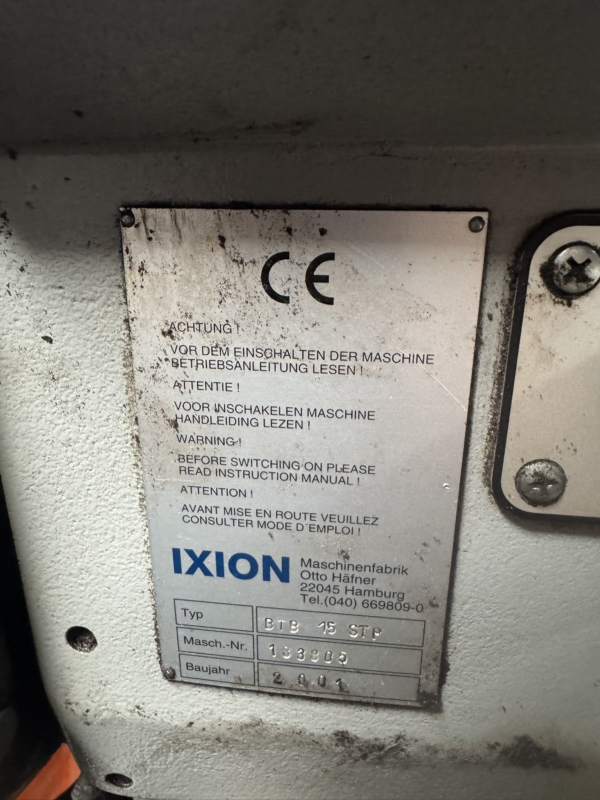 CE
ACHTUNG !
VOR DEM EINSCHALTEN DER MASCHINE
BETRIEBSANLEITUNG LESEN !
ATTENTIE !
VOOR INSCHAKELEN MASCHINE
HANDLEIDING LEZEN !
WARNING !
BEFORE SWITCHING ON PLEASE
READ INSTRUCTION MANUAL !
ATTENTION !
AVANT MISE EN ROUTE VEUILLEZ
CONSULTER MODE D´EMPLOI !
IXION
Maschinenfabrik
Otto Häfner
22045 Hamburg
Tel.(040) 669809-0
Typ BTB 15 STP
Masch.-Nr.
Baujahr 2001